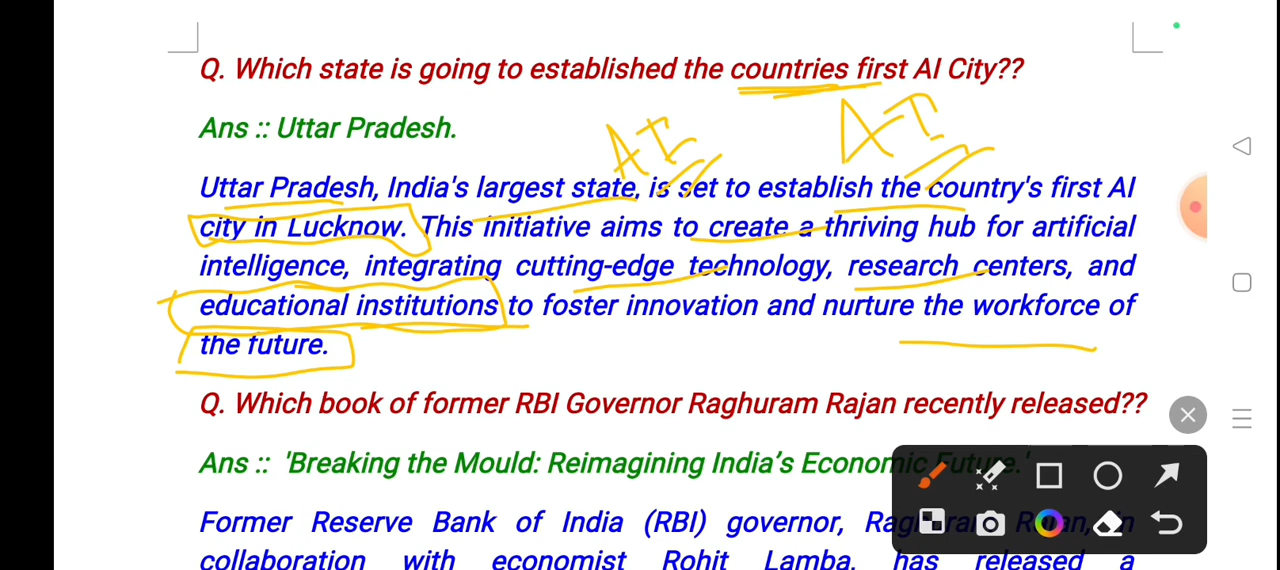 Q. Which state is going to established the countries first AI City??
Ans :: Uttar Pradesh.
AI
AI
Uttar Pradesh, India's largest state, is set to establish the country's first AI
city in Lucknow. This initiative aims to create a thriving hub for artificial
intelligence, integrating cutting-edge technology, research centers, and
educational institutions to foster innovation and nurture the workforce of
the future.
Q. Which book of former RBI Governor Raghuram Rajan recently released??
Ans :: 'Breaking the Mould: Reimagining India’s Economic Future.'
Former Reserve Bank of India (RBI) governor, Raghuram Rajan, in
collaboration with economist Rohit Lamba, has released a